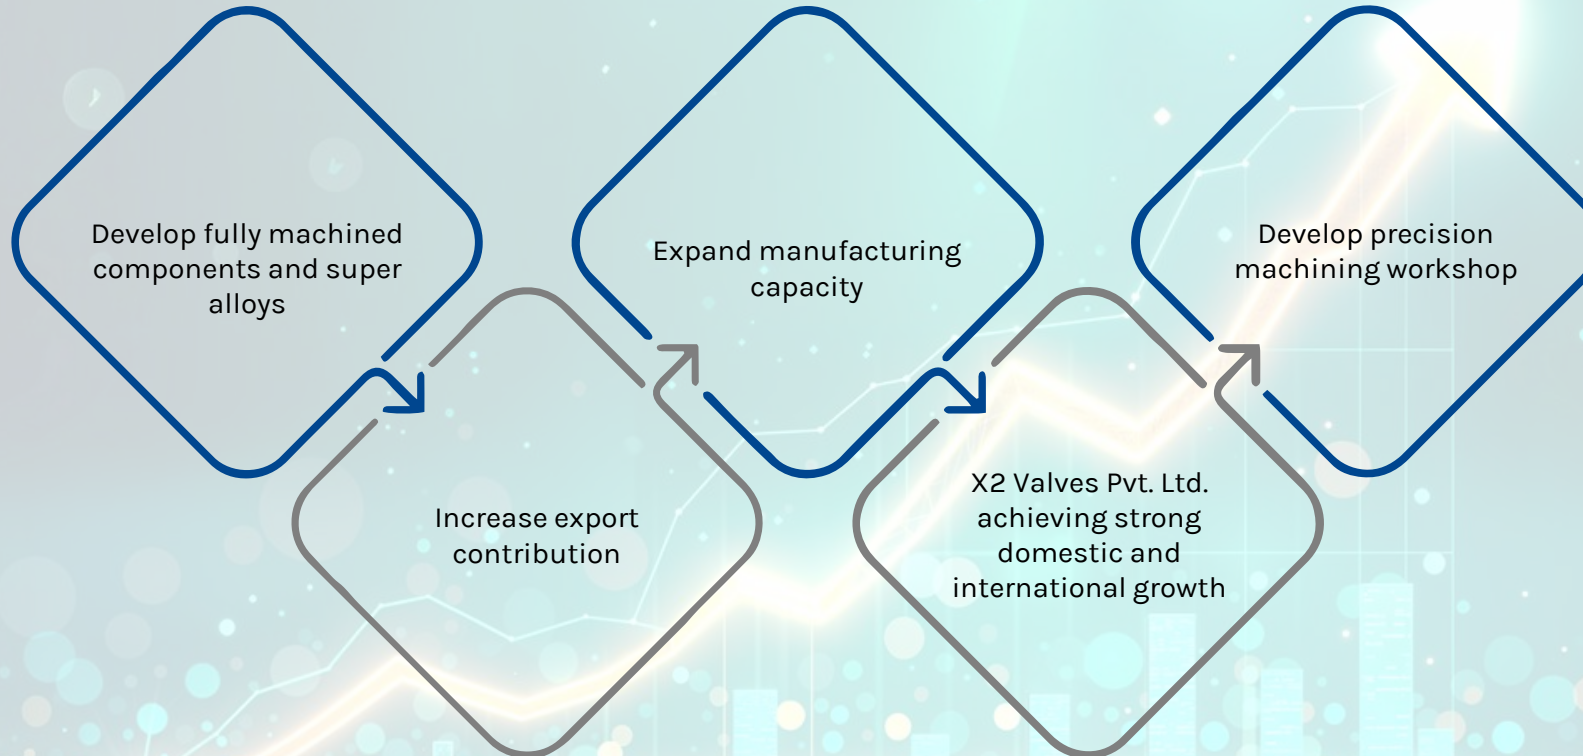 Develop fully machined
components and super
alloys
Increase export
contribution
Expand manufacturing
capacity
X2 Valves Pvt. Ltd.
achieving strong
domestic and
international growth
Develop precision
machining workshop